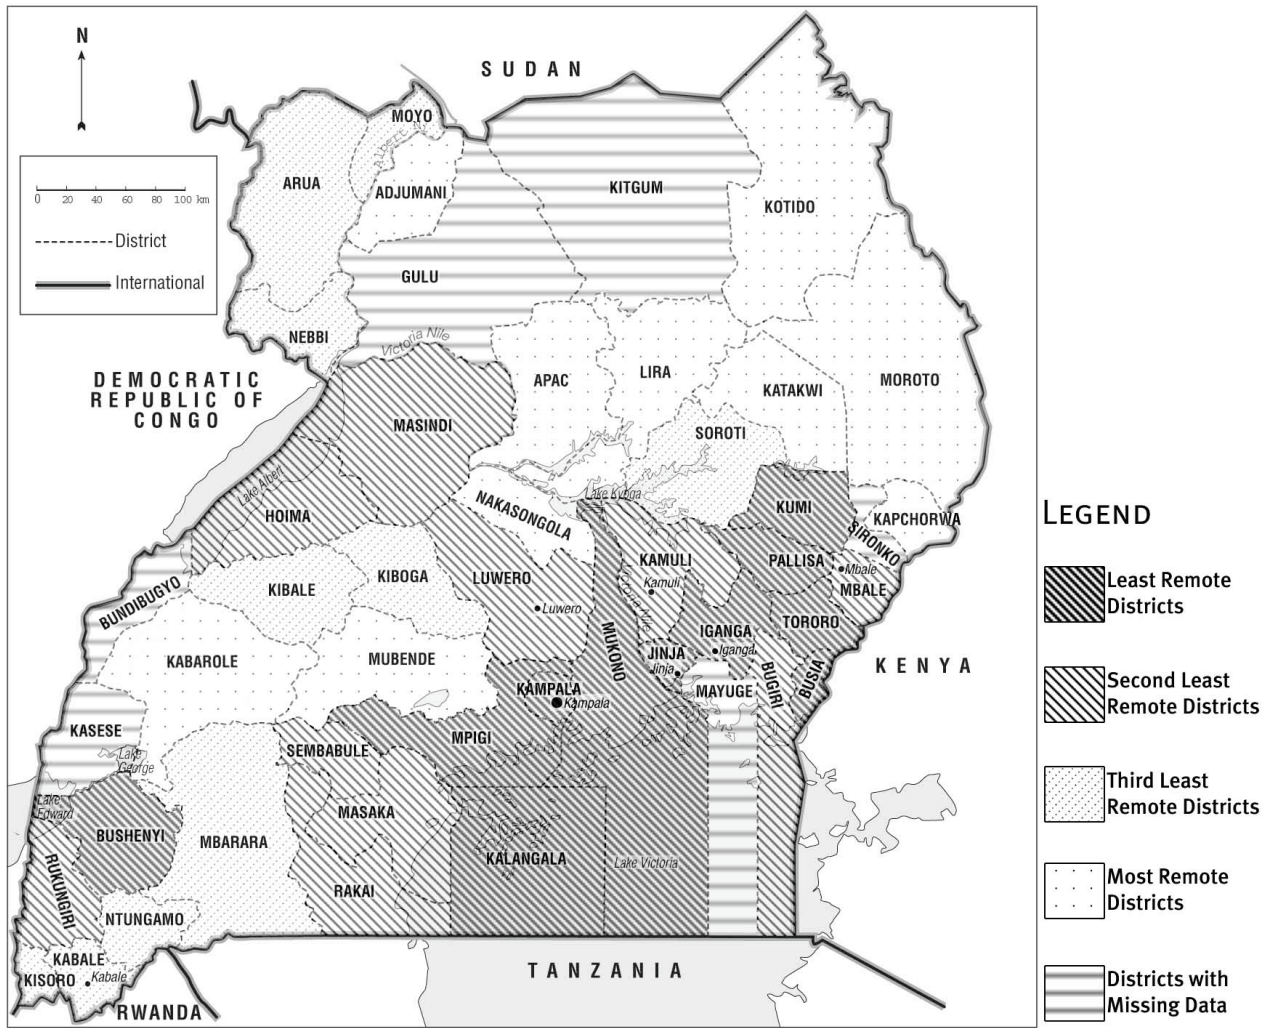 N
SUDAN
MOYO
Albert N.
ARUA
ADJUMANI
KITGUM
KOTIDO
0 20 40 60 80 100 km
District
International
GULU
NEBBI
Victoria Nile
DEMOCRATIC
REPUBLIC OF
CONGO
APAC
LIRA
KATAKWI
MOROTO
MASINDI
SOROTI
Lake Albert
HOIMA
NAKASONGOLA
Lake Kyoga
KUMI
KAPCHORWA
SIRONKO
KIBALE
KIBOGA
LUWERO
Luwero
KAMULI
Kamuli
Victoria Nile
PALLISA
Mbale
MBALE
BUNDIBUGYO
KABAROLE
MUBENDE
MUKONO
IGANGA
Iganga
TORORO
JINJA
Jinja
BUGIRI
BUSIA
KENYA
KAMPALA
Kampala
MAYUGE
KASESE
Lake
George
MPIGI
SEMBABULE
Lake
Edward
BUSHENYI
MBARARA
MASAKA
KALANGALA
Lake Victoria
RUKUNGIRI
RAKAI
NTUNGAMO
KABALE
Kabale
KISORO
RWANDA
TANZANIA
LEGEND
Least Remote
Districts
Second Least
Remote Districts
Third Least
Remote Districts
Most Remote
Districts
Districts with
Missing Data